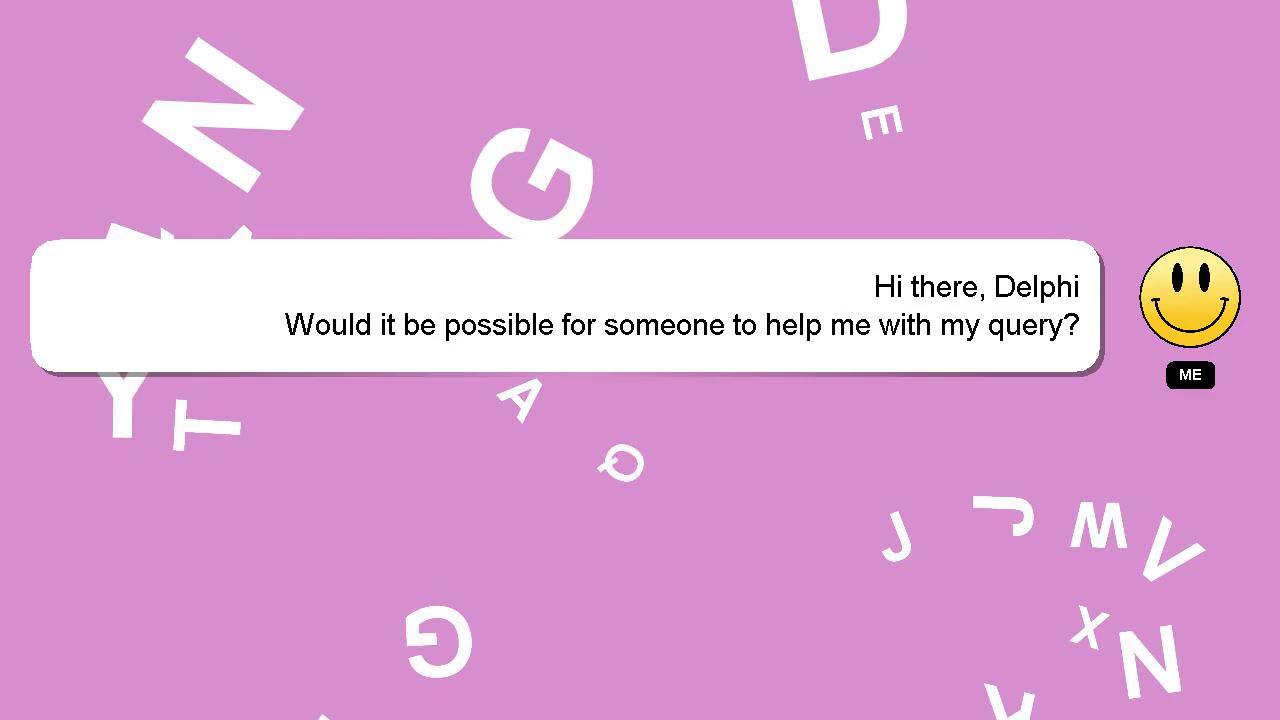 D
N
E
G
Hi there, Delphi
Would it be possible for someone to help me with my query?
ME
A
Y
T
Q
J
J
W
V
G
X
N